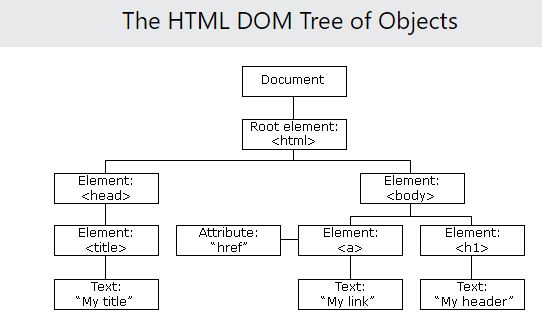 The HTML DOM Tree of Objects
Document
Root element:
<html>
Element:
<head>
Element:
<body>
Element:
<title>
Attribute:
"href"
Element:
<a>
Element:
<h1>
Text:
"My title"
Text:
"My link"
Text:
"My header"